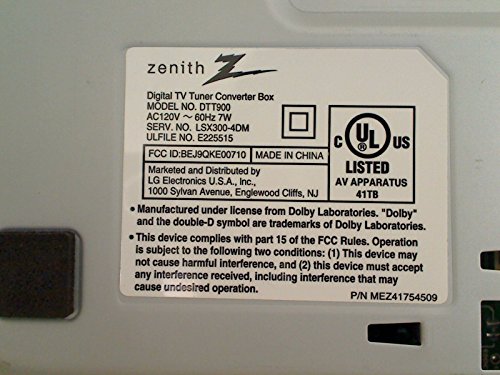 zenith
Digital TV Tuner Converter Box
MODEL NO. DTT900
AC120V ~ 60Hz 7W
SERV. NO. LSX300-4DM
ULFILE NO. E225515
FCC ID:BEJ9QKE00710
MADE IN CHINA
C UL US
®
LISTED
AV APPARATUS
41TB
Marketed and Distributed by
LG Electronics U.S.A., Inc.,
1000 Sylvan Avenue, Englewood Cliffs, NJ
• Manufactured under license from Dolby Laboratories. "Dolby"
and the double-D symbol are trademarks of Dolby Laboratories.
• This device complies with part 15 of the FCC Rules. Operation
is subject to the following two conditions: (1) This device may
not cause harmful interference, and (2) this device must accept
any interference received, including interference that may
cause undesired operation.
P/N MEZ41754509